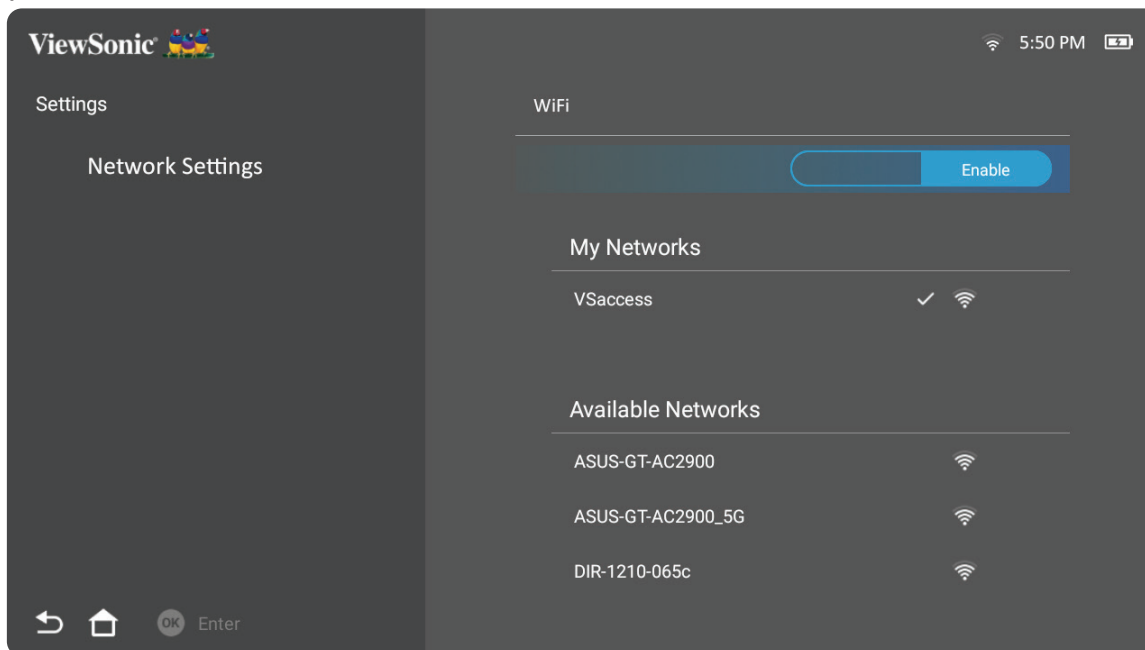 ViewSonic
5:50 PM
Settings
Network Settings
WiFi
Enable
My Networks
VSaccess
Available Networks
ASUS-GT-AC2900
ASUS-GT-AC2900_5G
DIR-1210-065c
OK Enter